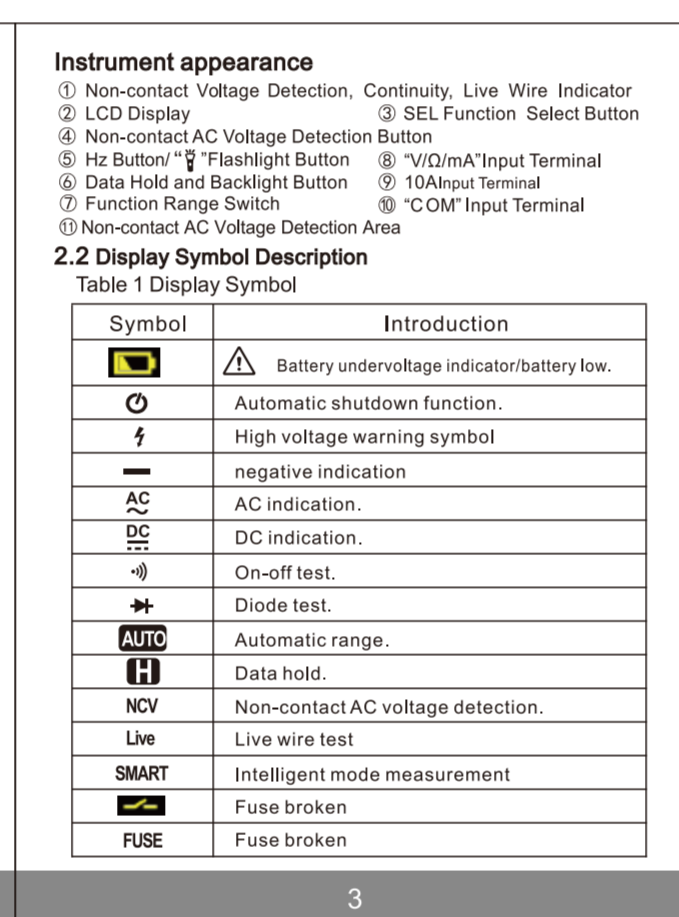 Instrument appearance
① Non-contact Voltage Detection, Continuity, Live Wire Indicator
② LCD Display ③ SEL Function Select Button
④ Non-contact AC Voltage Detection Button
⑤ Hz Button/ “ ”Flashlight Button ⑧ “V/Ω/mA”Input Terminal
⑥ Data Hold and Backlight Button ⑨ 10AInput Terminal
⑦ Function Range Switch ⑩ “COM” Input Terminal
⑪ Non-contact AC Voltage Detection Area
2.2 Display Symbol Description
Table 1 Display Symbol
Symbol Introduction
Battery undervoltage indicator/battery low.
Automatic shutdown function.
High voltage warning symbol
negative indication
AC AC indication.
DC DC indication.
On-off test.
Diode test.
AUTO Automatic range.
H Data hold.
NCV Non-contact AC voltage detection.
Live Live wire test
SMART Intelligent mode measurement
Fuse broken
FUSE Fuse broken
3